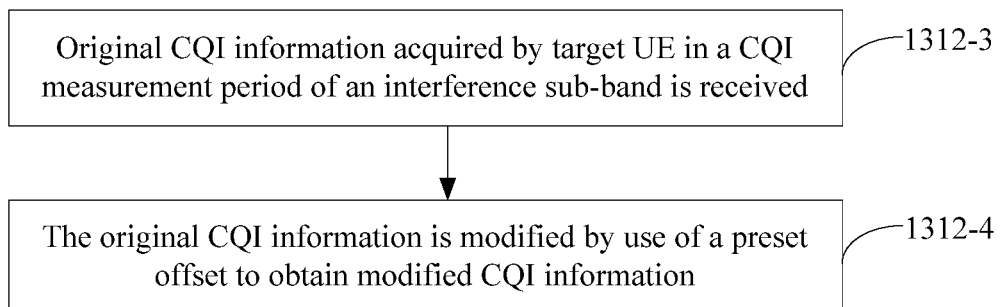 Original CQI information acquired by target UE in a CQI
measurement period of an interference sub-band is received
1312-3
The original CQI information is modified by use of a preset
offset to obtain modified CQI information
1312-4